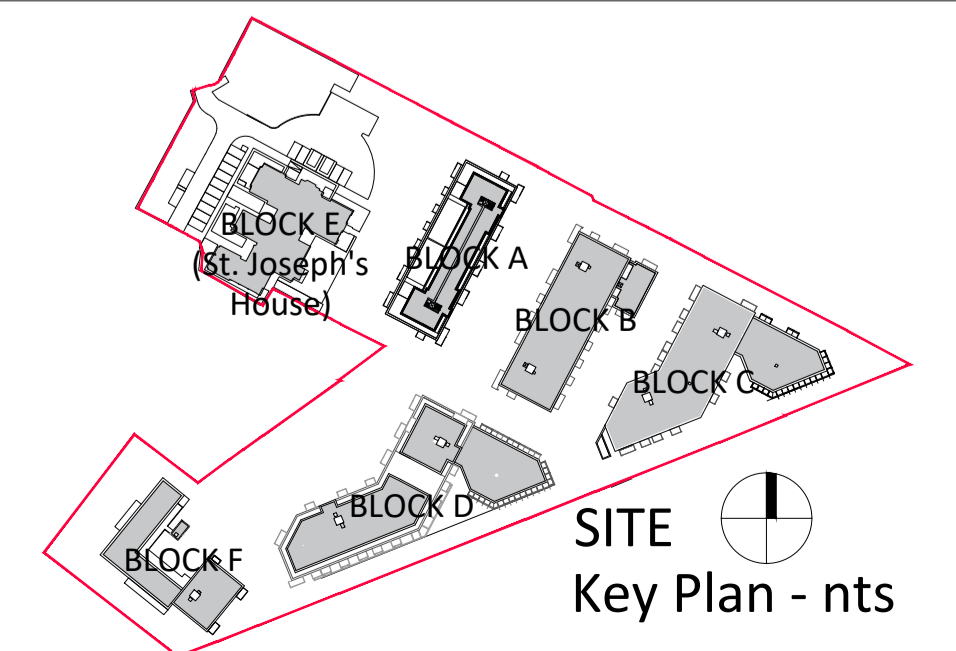 BLOCK E
(St. Joseph's
House)
BLOCK A
BLOCK B
BLOCK C
BLOCK D
BLOCK F
SITE
Key Plan - nts